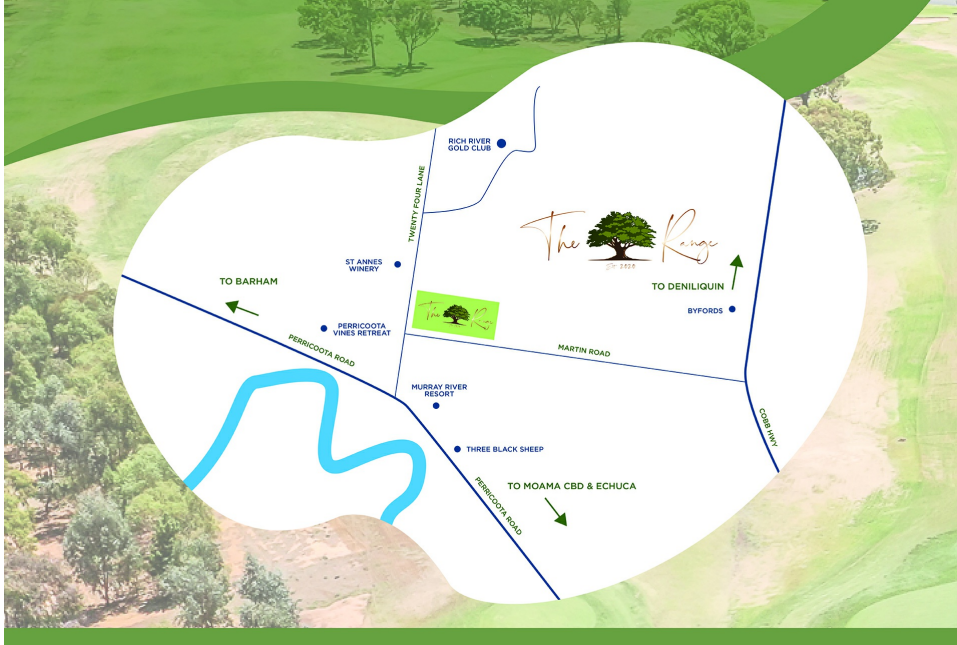 RICH RIVER
GOLD CLUB
TWENTY FOUR LANE
The Range
Est 2020
ST ANNES
WINERY
TO BARHAM
TO DENILIQUIN
BYFORDS
The Ra
PERRICOOTA
VINES RETREAT
PERRICOOTA ROAD
MARTIN ROAD
MURRAY RIVER
RESORT
COBB HWY
THREE BLACK SHEEP
TO MOAMA CBD & ECHUCA
PERRICOOTA ROAD